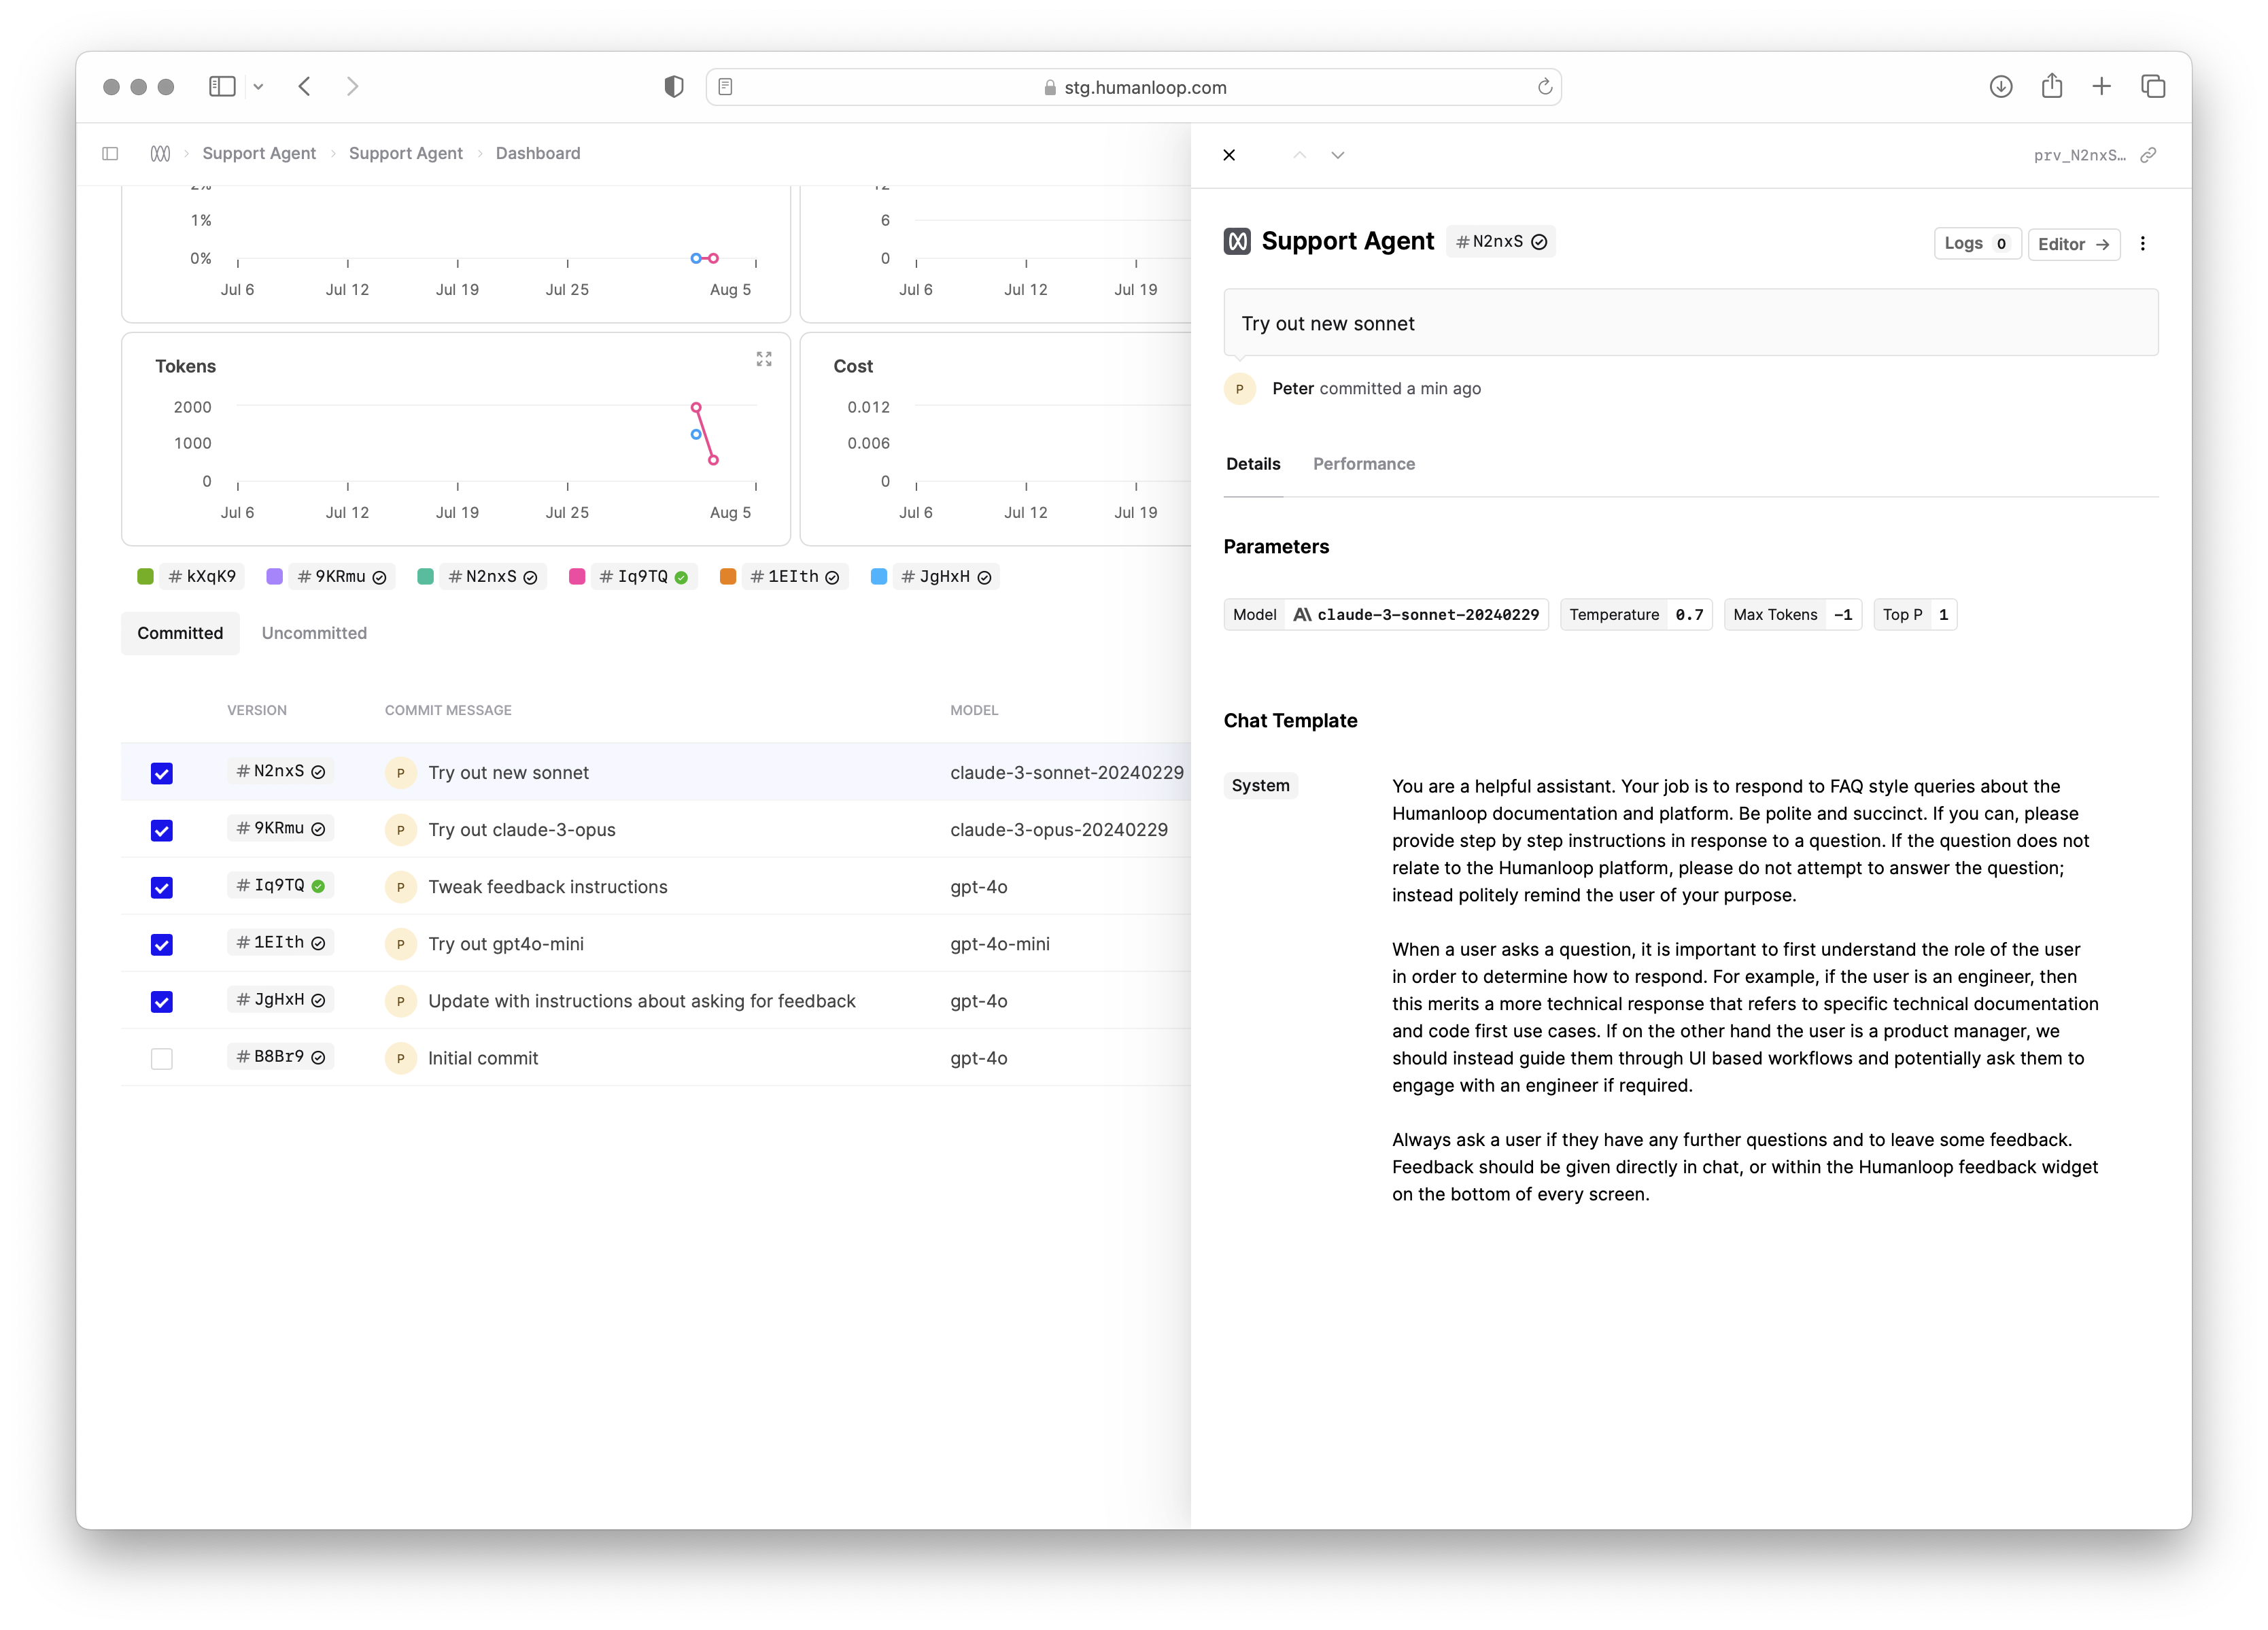 stg.humanloop.com
Support Agent
Support Agent
Dashboard
1%
0%
Jul 6
Jul 12
Jul 19
Jul 25
Aug 5
6
0
Jul 6
Jul 12
Jul 19
Tokens
2000
1000
0
Jul 6
Jul 12
Jul 19
Jul 25
Aug 5
Cost
0.012
0.006
0
Jul 6
Jul 12
Jul 19
# kXqK9
# 9KRmu
# N2nxS
# Iq9TQ
# 1EIth
# JgHxH
Committed
Uncommitted
VERSION COMMIT MESSAGE MODEL
# N2nxS P Try out new sonnet claude-3-sonnet-20240229
# 9KRmu P Try out claude-3-opus claude-3-opus-20240229
# Iq9TQ P Tweak feedback instructions gpt-4o
# 1EIth P Try out gpt4o-mini gpt-4o-mini
# JgHxH P Update with instructions about asking for feedback gpt-4o
# B8Br9 P Initial commit gpt-4o
prv_N2nxS…
Support Agent # N2nxS
Logs 0
Editor →
Try out new sonnet
P Peter committed a min ago
Details
Performance
Parameters
Model claude-3-sonnet-20240229
Temperature 0.7
Max Tokens -1
Top P 1
Chat Template
System
You are a helpful assistant. Your job is to respond to FAQ style queries about the
Humanloop documentation and platform. Be polite and succinct. If you can, please
provide step by step instructions in response to a question. If the question does not
relate to the Humanloop platform, please do not attempt to answer the question;
instead politely remind the user of your purpose.
When a user asks a question, it is important to first understand the role of the user
in order to determine how to respond. For example, if the user is an engineer, then
this merits a more technical response that refers to specific technical documentation
and code first use cases. If on the other hand the user is a product manager, we
should instead guide them through UI based workflows and potentially ask them to
engage with an engineer if required.
Always ask a user if they have any further questions and to leave some feedback.
Feedback should be given directly in chat, or within the Humanloop feedback widget
on the bottom of every screen.